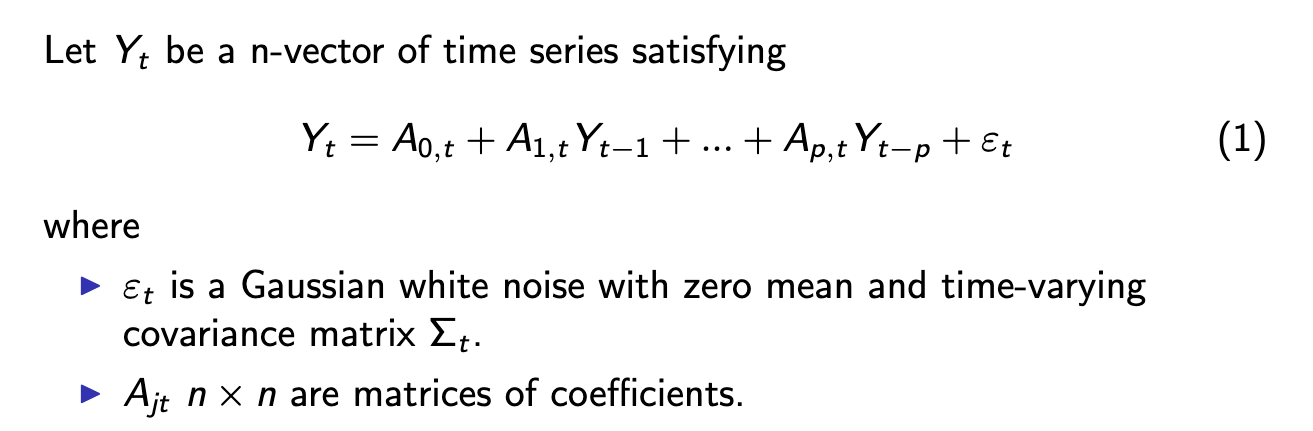 Let Y_t be a n-vector of time series satisfying
Y_t = A_{0,t} + A_{1,t} Y_{t−1} + ... + A_{p,t} Y_{t−p} + ε_t (1)
where
▶ ε_t is a Gaussian white noise with zero mean and time-varying
covariance matrix Σ_t.
▶ A_{jt} n × n are matrices of coefficients.